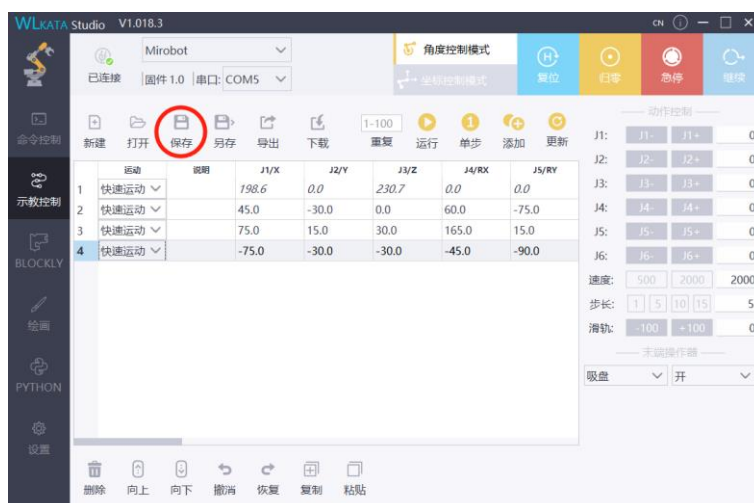 WLKATA Studio V1.018.3 CN
Mirobot
已连接 固件 1.0 串口: COM5
角度控制模式
坐标控制模式
复位 归零 急停 继续
命令控制
示教控制
BLOCKLY
绘画
PYTHON
设置
新建 打开 保存 另存 导出 下载 1-100 重复 运行 单步 添加 更新
运动 说明 J1/X J2/Y J3/Z J4/RX J5/RY
1 快速运动 198.6 0.0 230.7 0.0 0.0
2 快速运动 45.0 -30.0 0.0 60.0 -75.0
3 快速运动 75.0 15.0 30.0 165.0 15.0
4 快速运动 -75.0 -30.0 -30.0 -45.0 -90.0
动作控制
J1: J1- J1+ 0
J2: J2- J2+ 0
J3: J3- J3+ 0
J4: J4- J4+ 0
J5: J5- J5+ 0
J6: J6- J6+ 0
速度: 500 2000 2000
步长: 1 5 10 15 5
滑轨: -100 +100 0
末端操作器
吸盘 开
删除 向上 向下 撤消 恢复 复制 粘贴